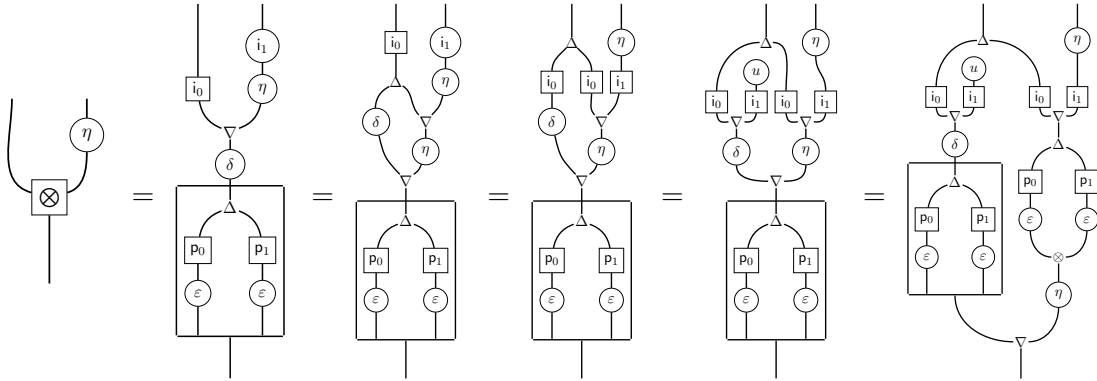 η
⊗
=
i₁
i₀ η
∇
δ
Δ
p₀ p₁
ε ε
=
i₀ i₁
Δ η
δ ∇
η
∇
Δ
p₀ p₁
ε ε
=
Δ η
i₀ i₀ i₁
δ ∇
η
∇
Δ
p₀ p₁
ε ε
=
Δ η
u
i₀ i₁ i₀ i₁
∇ ∇
δ η
∇
Δ
p₀ p₁
ε ε
=
Δ η
u
i₀ i₁ i₀ i₁
∇ ∇
δ Δ
Δ p₀ p₁
p₀ p₁ ε ε
ε ε ⊗
η
∇